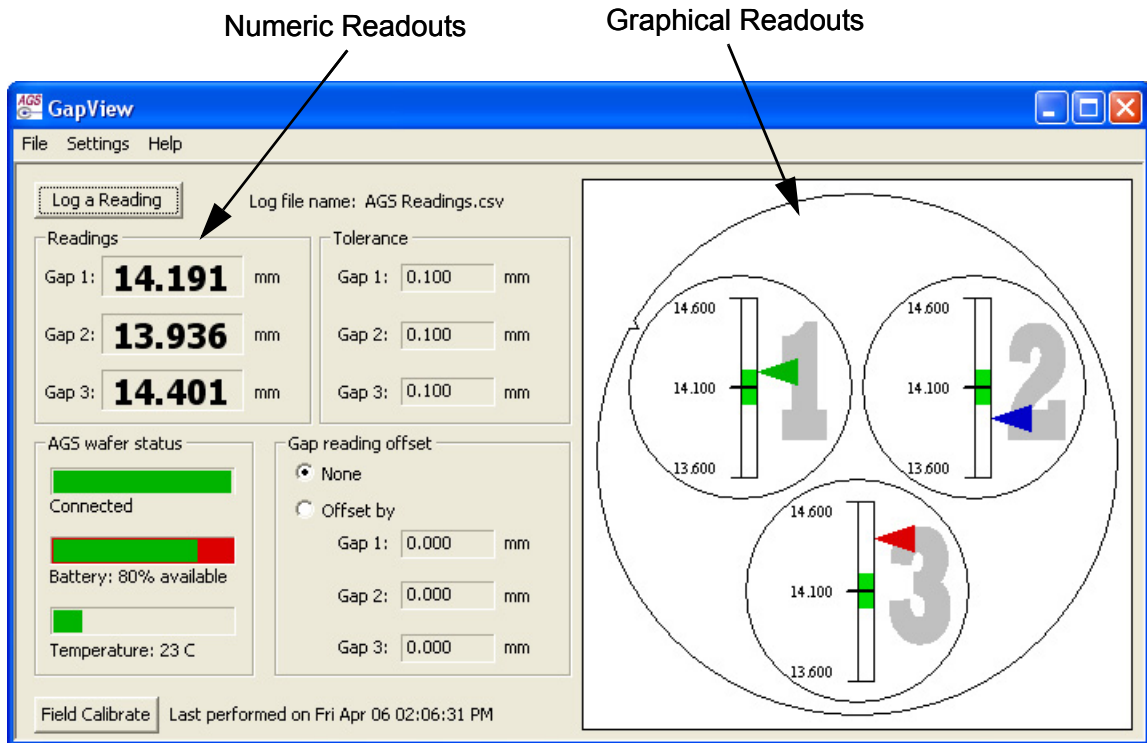 Numeric Readouts
Graphical Readouts
AGS GapView
File Settings Help
Log a Reading
Log file name: AGS Readings.csv
Readings
Gap 1: 14.191 mm
Gap 2: 13.936 mm
Gap 3: 14.401 mm
Tolerance
Gap 1: 0.100 mm
Gap 2: 0.100 mm
Gap 3: 0.100 mm
AGS wafer status
Connected
Battery: 80% available
Temperature: 23 C
Gap reading offset
None
Offset by
Gap 1: 0.000 mm
Gap 2: 0.000 mm
Gap 3: 0.000 mm
Field Calibrate
Last performed on Fri Apr 06 02:06:31 PM
14.600
14.100
13.600
1
14.600
14.100
13.600
2
14.600
14.100
13.600
3